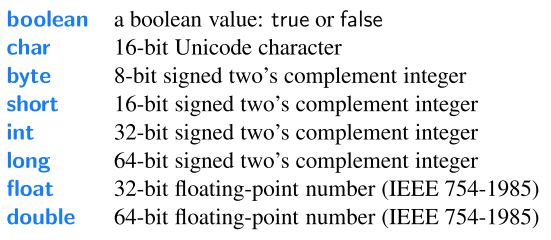 boolean a boolean value: true or false
char 16-bit Unicode character
byte 8-bit signed two's complement integer
short 16-bit signed two's complement integer
int 32-bit signed two's complement integer
long 64-bit signed two's complement integer
float 32-bit floating-point number (IEEE 754-1985)
double 64-bit floating-point number (IEEE 754-1985)